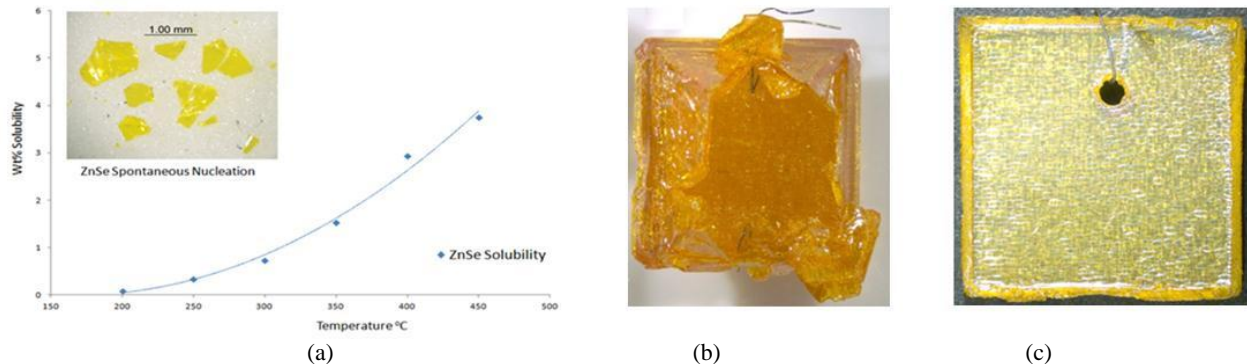 6
5
4
3
2
1
0
Wt% Solubility
1.00 mm
ZnSe Spontaneous Nucleation
ZnSe Solubility
150
200
250
300
350
400
450
500
Temperature ⁰C
(a)
(b)
(c)